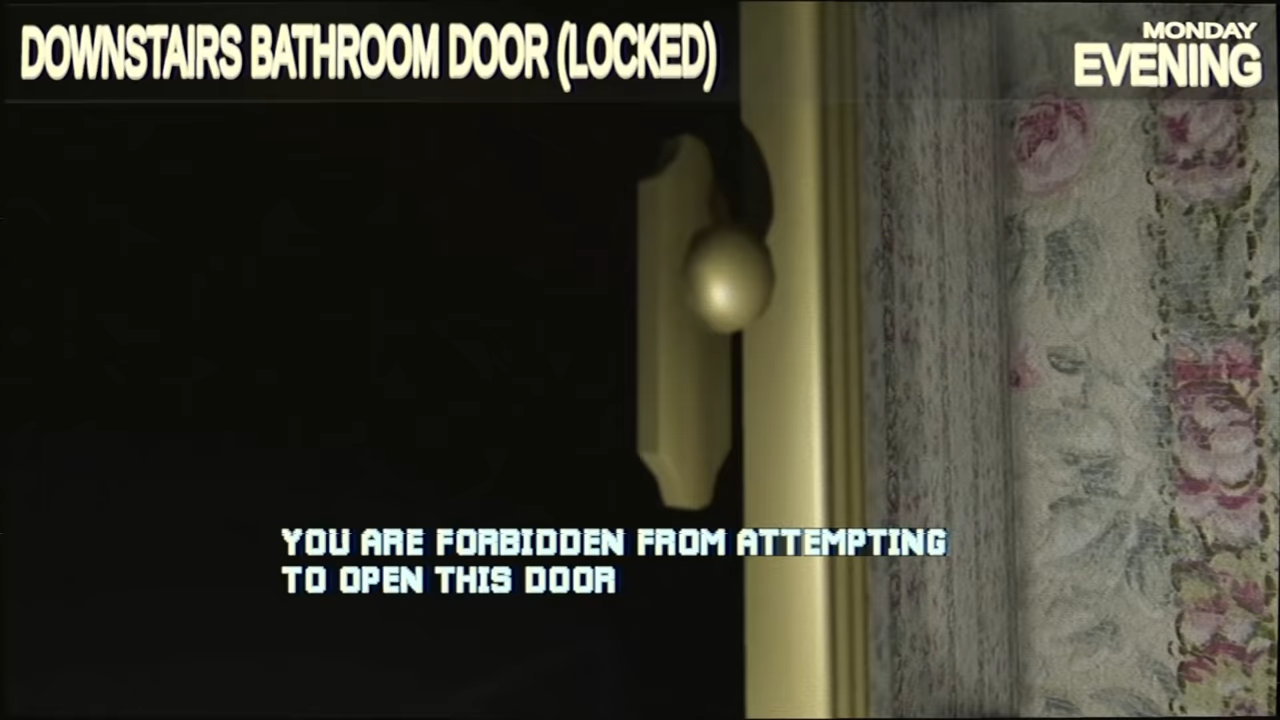 DOWNSTAIRS BATHROOM DOOR (LOCKED)
MONDAY
EVENING
YOU ARE FORBIDDEN FROM ATTEMPTING
TO OPEN THIS DOOR